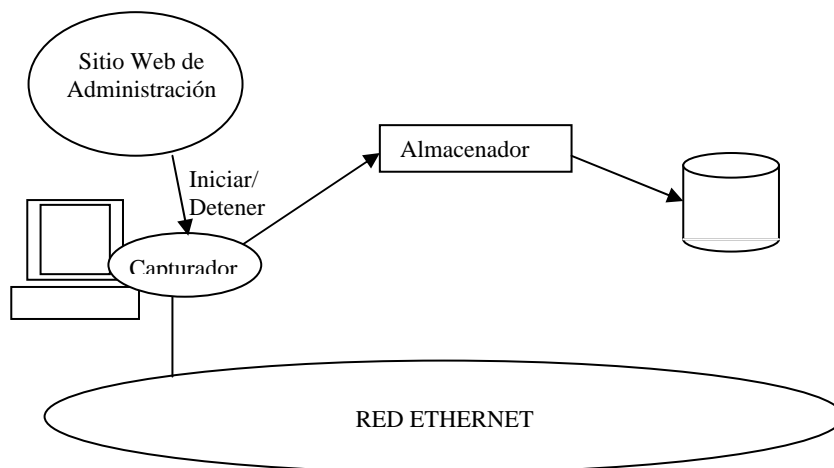 Sitio Web de
Administración
Almacenador
Iniciar/
Detener
Capturador
RED ETHERNET